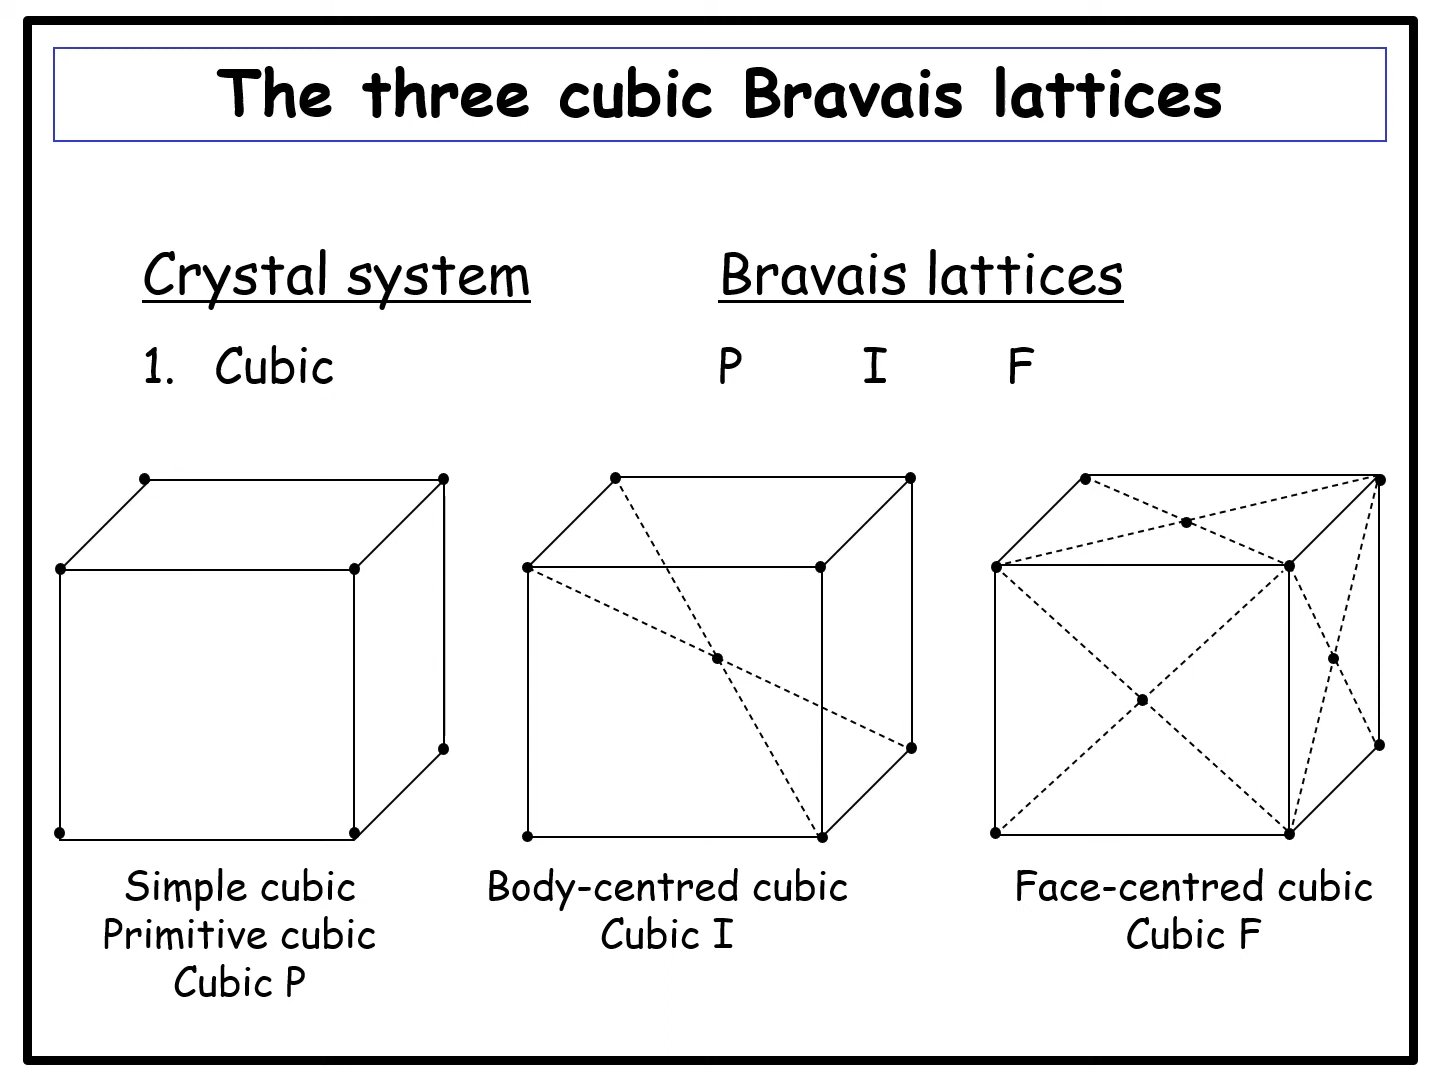 The three cubic Bravais lattices
Crystal system Bravais lattices
1. Cubic P I F
Simple cubic
Primitive cubic
Cubic P
Body-centred cubic
Cubic I
Face-centred cubic
Cubic F